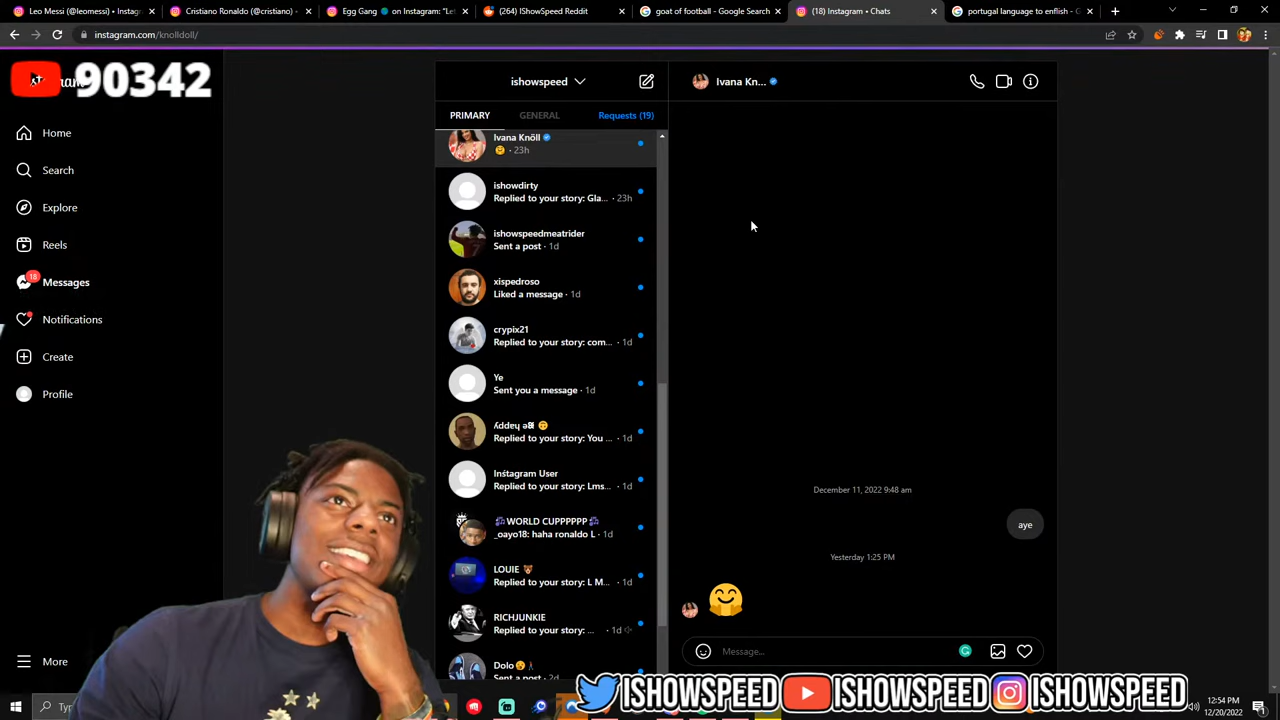 Leo Messi (@leomessi) • Instag
Cristiano Ronaldo (@cristiano) •
Egg Gang 🌐 on Instagram: "Let
(264) IShowSpeed Reddit
goat of football - Google Search
(18) Instagram • Chats
portugal language to enflish - G
instagram.com/knolldoll/
90342
Home
Search
Explore
Reels
18
Messages
Notifications
Create
Profile
More
ishowspeed
PRIMARY
GENERAL
Requests (19)
Ivana Knöll
🤗 · 23h
ishowdirty
Replied to your story: Gla... · 23h
ishowspeedmeatrider
Sent a post · 1d
xispedroso
Liked a message · 1d
crypix21
Replied to your story: com... · 1d
Ye
Sent you a message · 1d
Replied to your story: You ... · 1d
Instagram User
Replied to your story: Lms... · 1d
🎶WORLD CUPPPPPP🎶
_oayo18: haha ronaldo L · 1d
LOUIE 🐻
Replied to your story: L M... · 1d
RICHJUNKIE
Replied to your story: ... · 1d
Dolo
Sent a post · 2d
Ivana Kn...
December 11, 2022 9:48 am
aye
Yesterday 1:25 PM
🤗
Message...
ISHOWSPEED
ISHOWSPEED
ISHOWSPEED
Typ
12:54 PM
12/20/2022